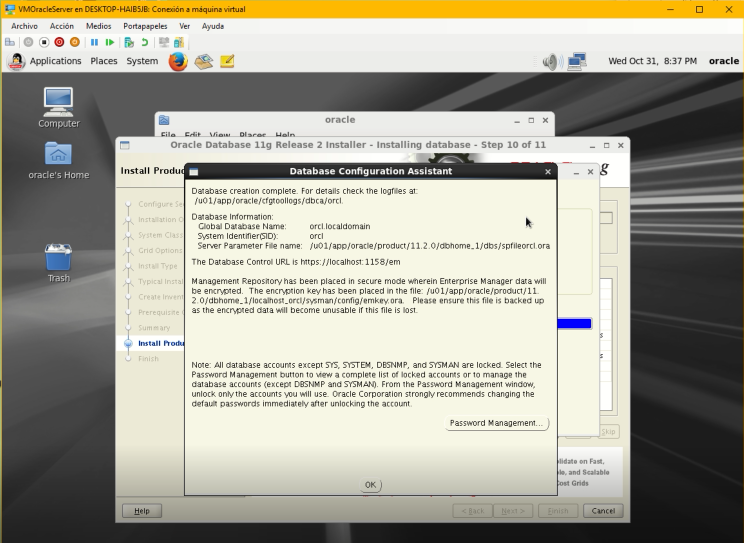 VMOracleServer en DESKTOP-HAIBSJB: Conexión a máquina virtual
Archivo Acción Medios Portapapeles Ver Ayuda
Applications Places System Wed Oct 31, 8:37 PM oracle
Computer
oracle's Home
Trash
oracle
File Edit View Places Help
Oracle Database 11g Release 2 Installer - Installing database - Step 10 of 11
Install Produc
Configure Se
Installation O
System Class
Grid Options
Install Type
Typical Instal
Create Invent
Prerequisite
Summary
Install Produ
Finish
Database Configuration Assistant
Database creation complete. For details check the logfiles at:
/u01/app/oracle/cfgtoollogs/dbca/orcl.
Database Information:
Global Database Name: orcl.localdomain
System Identifier(SID): orcl
Server Parameter File name: /u01/app/oracle/product/11.2.0/dbhome_1/dbs/spfileorcl.ora
The Database Control URL is https://localhost:1158/em
Management Repository has been placed in secure mode wherein Enterprise Manager data will
be encrypted. The encryption key has been placed in the file: /u01/app/oracle/product/11.
2.0/dbhome_1/localhost_orcl/sysman/config/emkey.ora. Please ensure this file is backed up
as the encrypted data will become unusable if this file is lost.
Note: All database accounts except SYS, SYSTEM, DBSNMP, and SYSMAN are locked. Select the
Password Management button to view a complete list of locked accounts or to manage the
database accounts (except DBSNMP and SYSMAN). From the Password Management window,
unlock only the accounts you will use. Oracle Corporation strongly recommends changing the
default passwords immediately after unlocking the account.
Password Management...
OK
Skip
olidate on Fast,
ble, and Scalable
Cost Grids
Help < Back Next > Finish Cancel